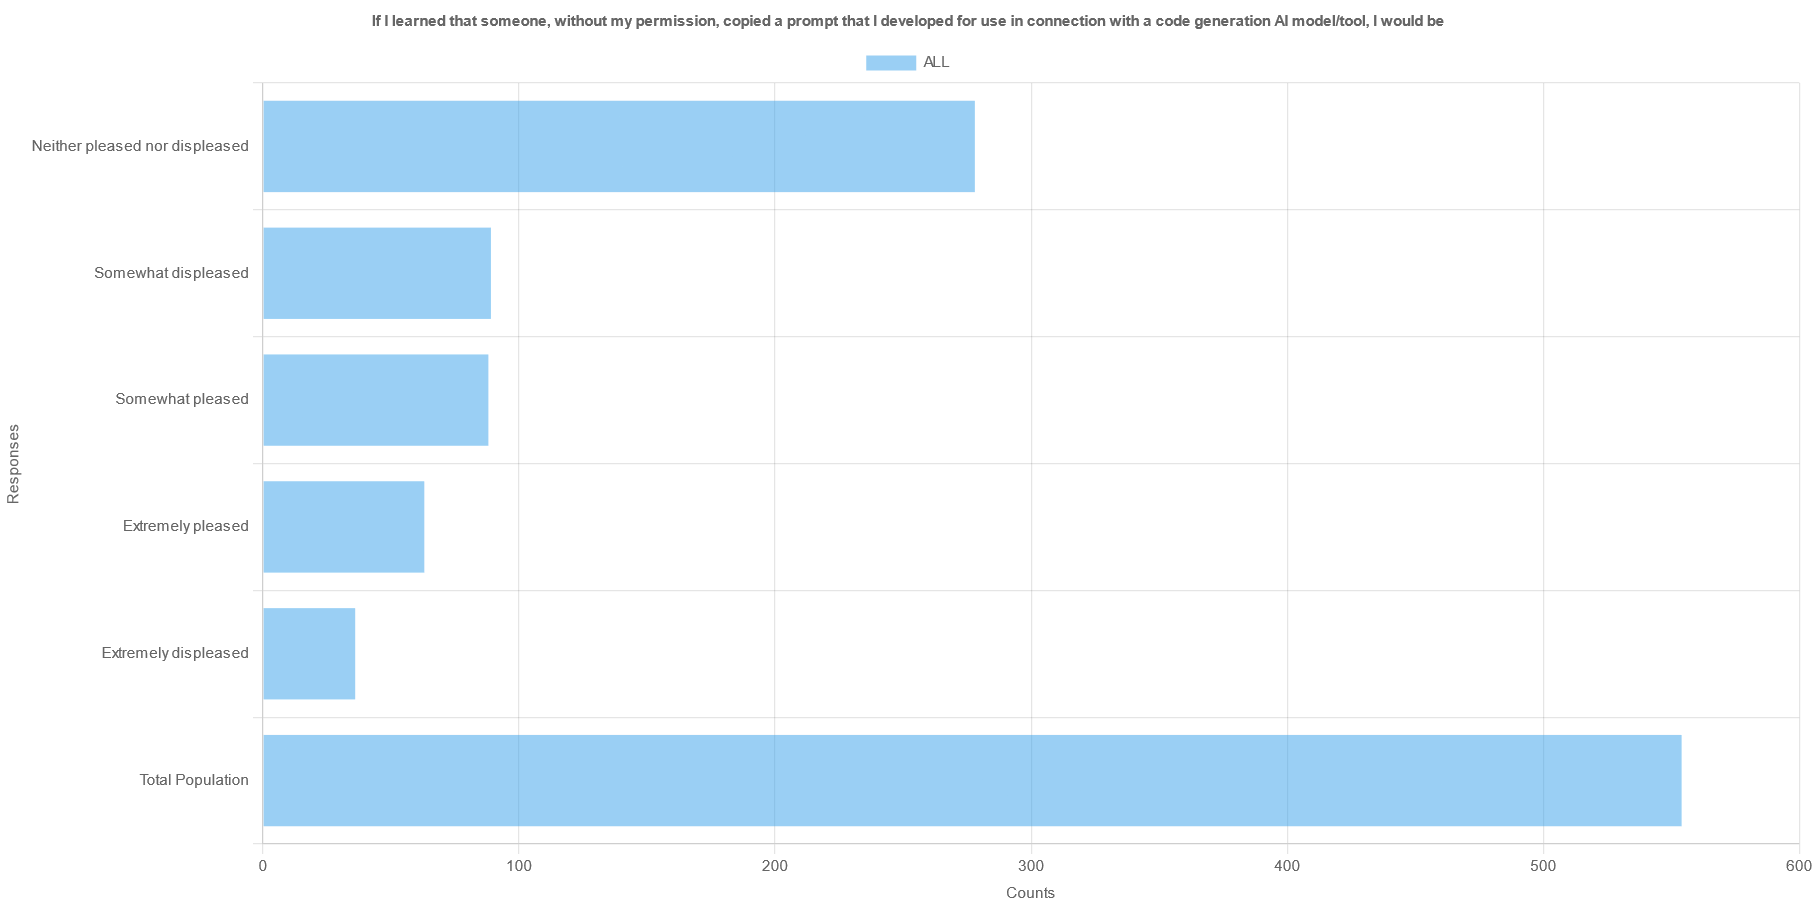 If I learned that someone, without my permission, copied a prompt that I developed for use in connection with a code generation AI model/tool, I would be
ALL
Neither pleased nor displeased
Somewhat displeased
Somewhat pleased
Extremely pleased
Extremely displeased
Total Population
Responses
0 100 200 300 400 500 600
Counts